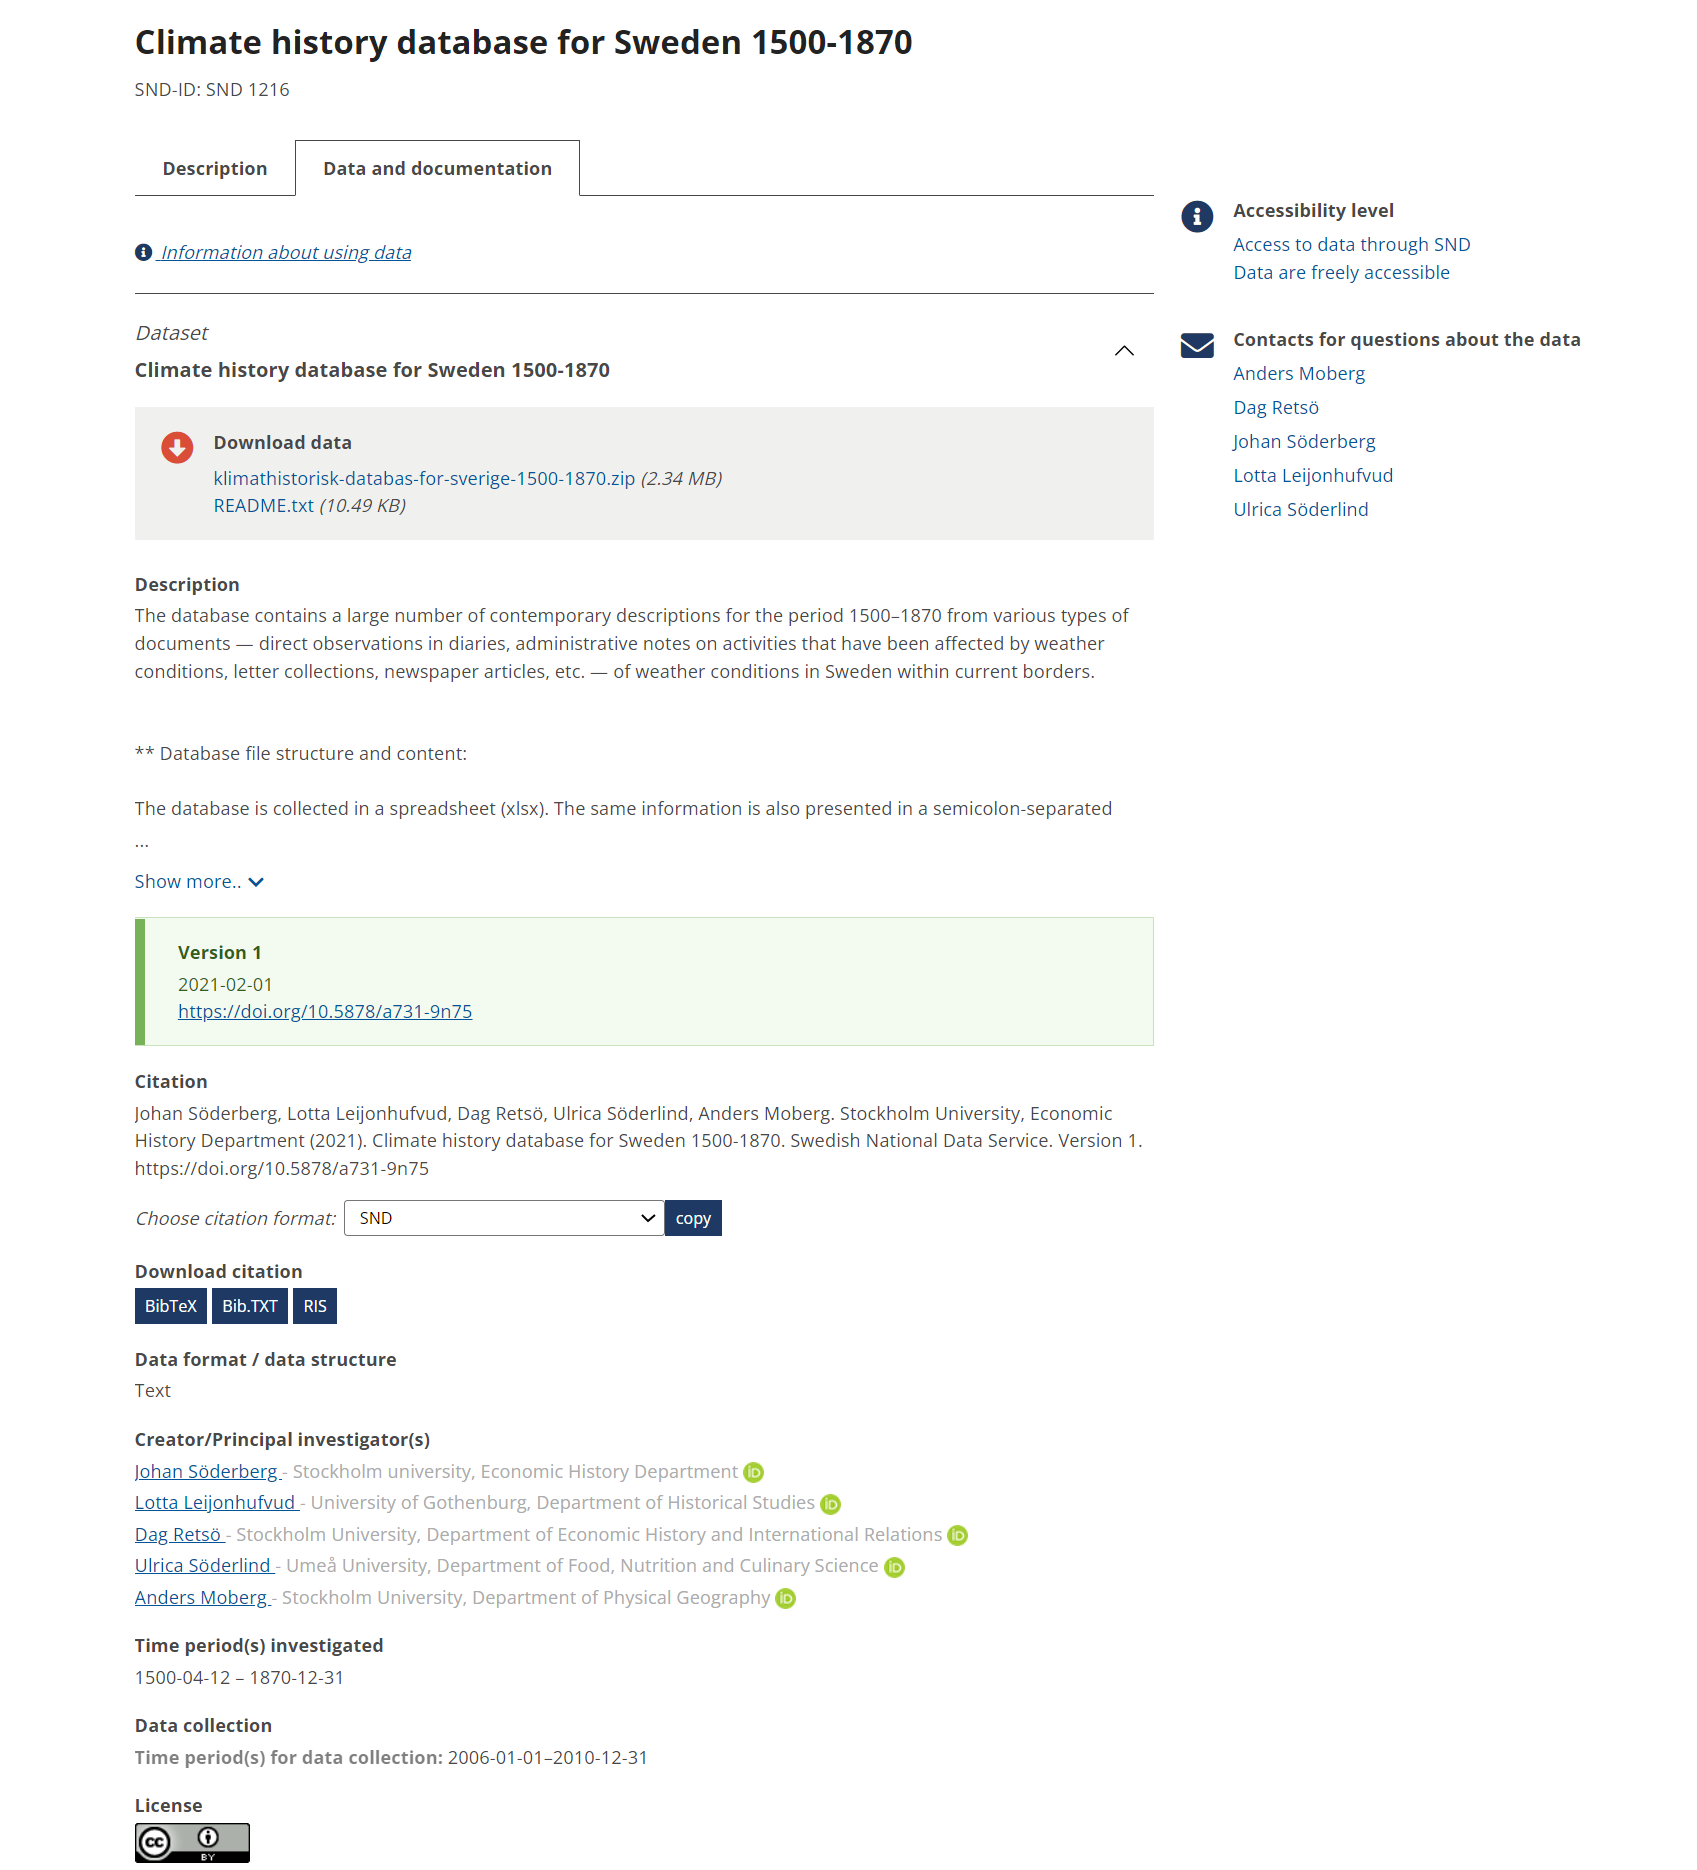 Climate history database for Sweden 1500-1870
SND-ID: SND 1216
Description
Data and documentation
Information about using data
Dataset
Climate history database for Sweden 1500-1870
Download data
klimathistorisk-databas-for-sverige-1500-1870.zip (2.34 MB)
README.txt (10.49 KB)
Description
The database contains a large number of contemporary descriptions for the period 1500–1870 from various types of
documents — direct observations in diaries, administrative notes on activities that have been affected by weather
conditions, letter collections, newspaper articles, etc. — of weather conditions in Sweden within current borders.
** Database file structure and content:
The database is collected in a spreadsheet (xlsx). The same information is also presented in a semicolon-separated
...
Show more..
Version 1
2021-02-01
https://doi.org/10.5878/a731-9n75
Citation
Johan Söderberg, Lotta Leijonhufvud, Dag Retsö, Ulrica Söderlind, Anders Moberg. Stockholm University, Economic
History Department (2021). Climate history database for Sweden 1500-1870. Swedish National Data Service. Version 1.
https://doi.org/10.5878/a731-9n75
Choose citation format: SND copy
Download citation
BibTeX Bib.TXT RIS
Data format / data structure
Text
Creator/Principal investigator(s)
Johan Söderberg - Stockholm university, Economic History Department iD
Lotta Leijonhufvud - University of Gothenburg, Department of Historical Studies iD
Dag Retsö - Stockholm University, Department of Economic History and International Relations iD
Ulrica Söderlind - Umeå University, Department of Food, Nutrition and Culinary Science iD
Anders Moberg - Stockholm University, Department of Physical Geography iD
Time period(s) investigated
1500-04-12 – 1870-12-31
Data collection
Time period(s) for data collection: 2006-01-01–2010-12-31
License
cc BY
Accessibility level
Access to data through SND
Data are freely accessible
Contacts for questions about the data
Anders Moberg
Dag Retsö
Johan Söderberg
Lotta Leijonhufvud
Ulrica Söderlind